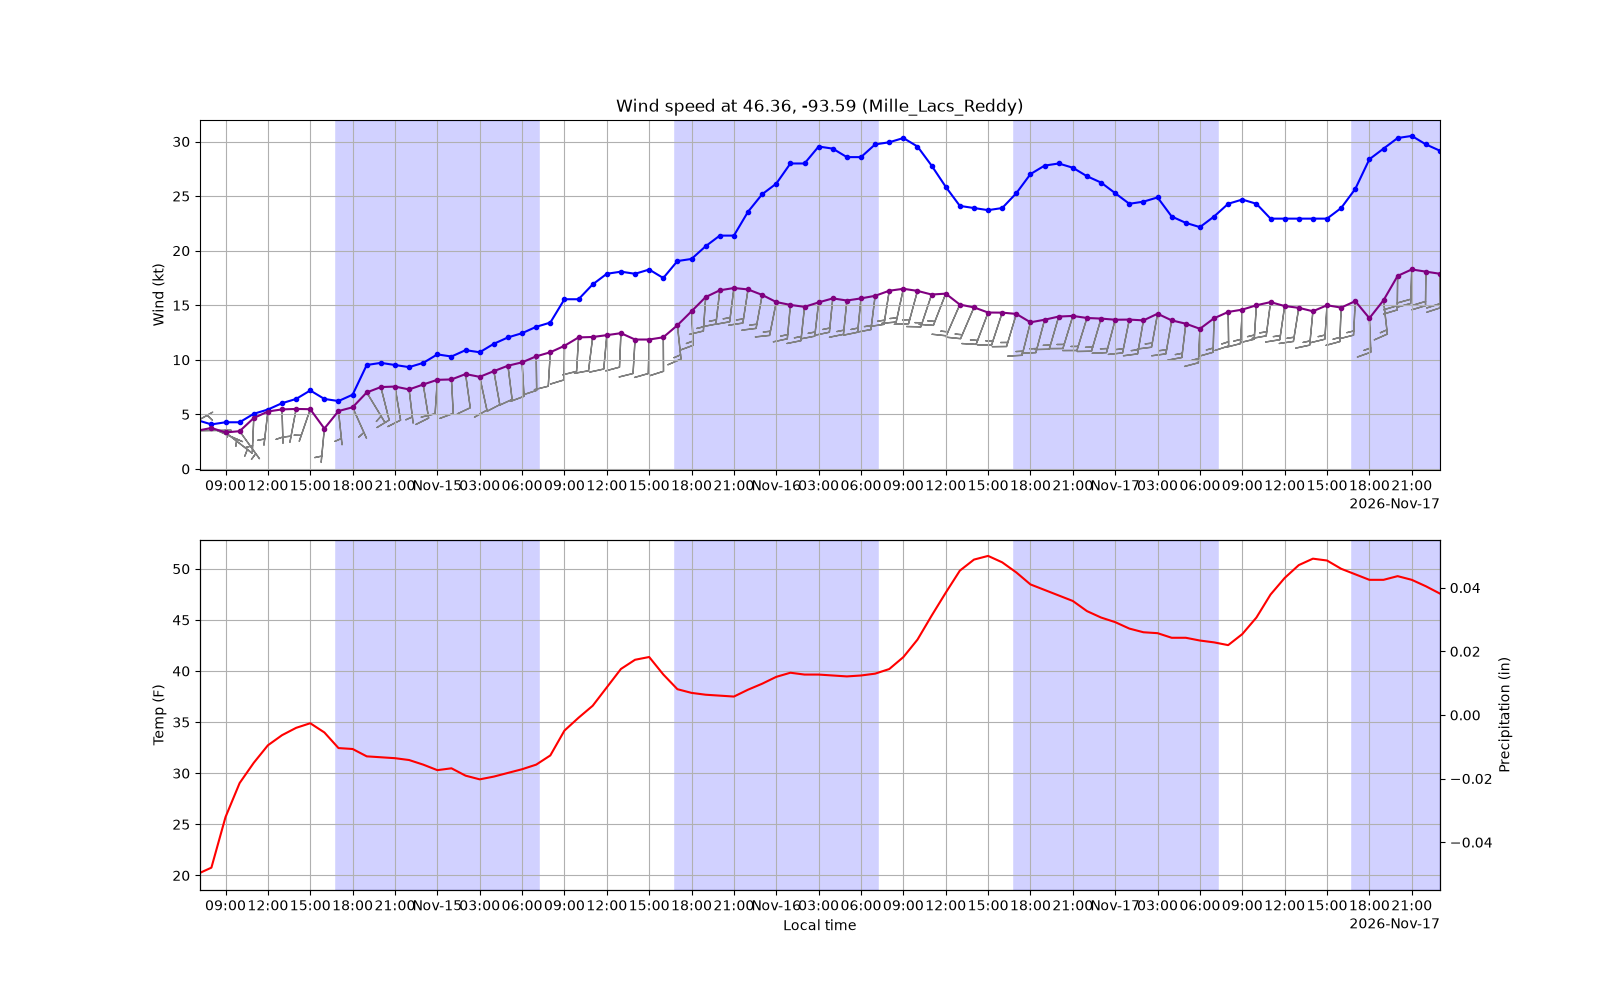 Wind speed at 46.36, -93.59 (Mille_Lacs_Reddy)
30
25
20
15
10
5
0
Wind (kt)
09:00 12:00 15:00 18:00 21:00 Nov-15 03:00 06:00 09:00 12:00 15:00 18:00 21:00 Nov-16 03:00 06:00 09:00 12:00 15:00 18:00 21:00 Nov-17 03:00 06:00 09:00 12:00 15:00 18:00 21:00
2026-Nov-17
50
45
40
35
30
25
20
Temp (F)
0.04
0.02
0.00
−0.02
−0.04
Precipitation (in)
09:00 12:00 15:00 18:00 21:00 Nov-15 03:00 06:00 09:00 12:00 15:00 18:00 21:00 Nov-16 03:00 06:00 09:00 12:00 15:00 18:00 21:00 Nov-17 03:00 06:00 09:00 12:00 15:00 18:00 21:00
Local time
2026-Nov-17